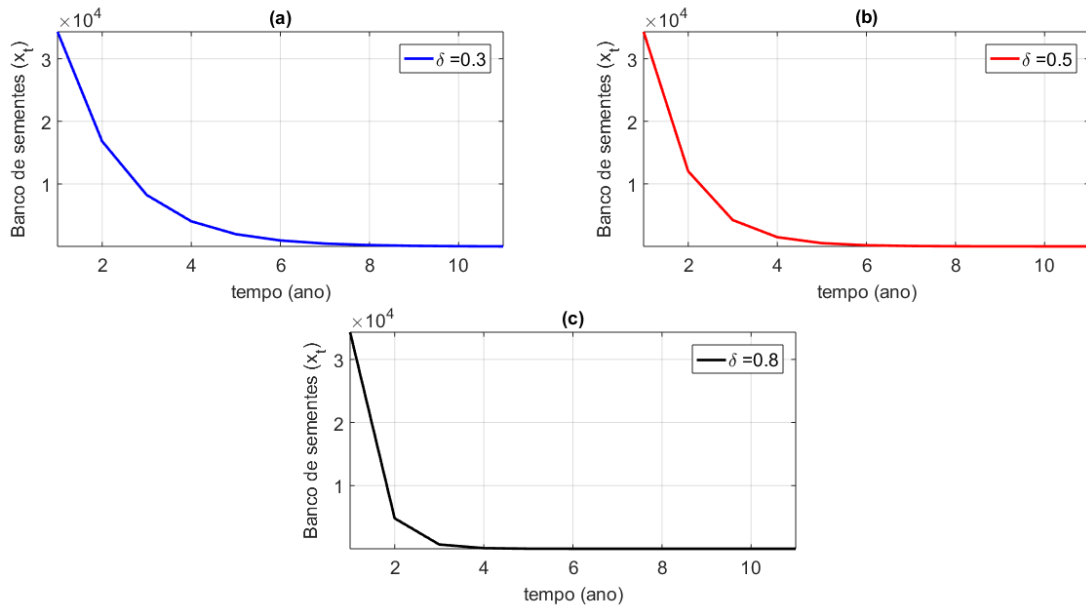 (a)
×10⁴
3
2
1
Banco de sementes (xₜ)
δ =0.3
2 4 6 8 10
tempo (ano)
(b)
×10⁴
3
2
1
Banco de sementes (xₜ)
δ =0.5
2 4 6 8 10
tempo (ano)
(c)
×10⁴
3
2
1
Banco de sementes (xₜ)
δ =0.8
2 4 6 8 10
tempo (ano)